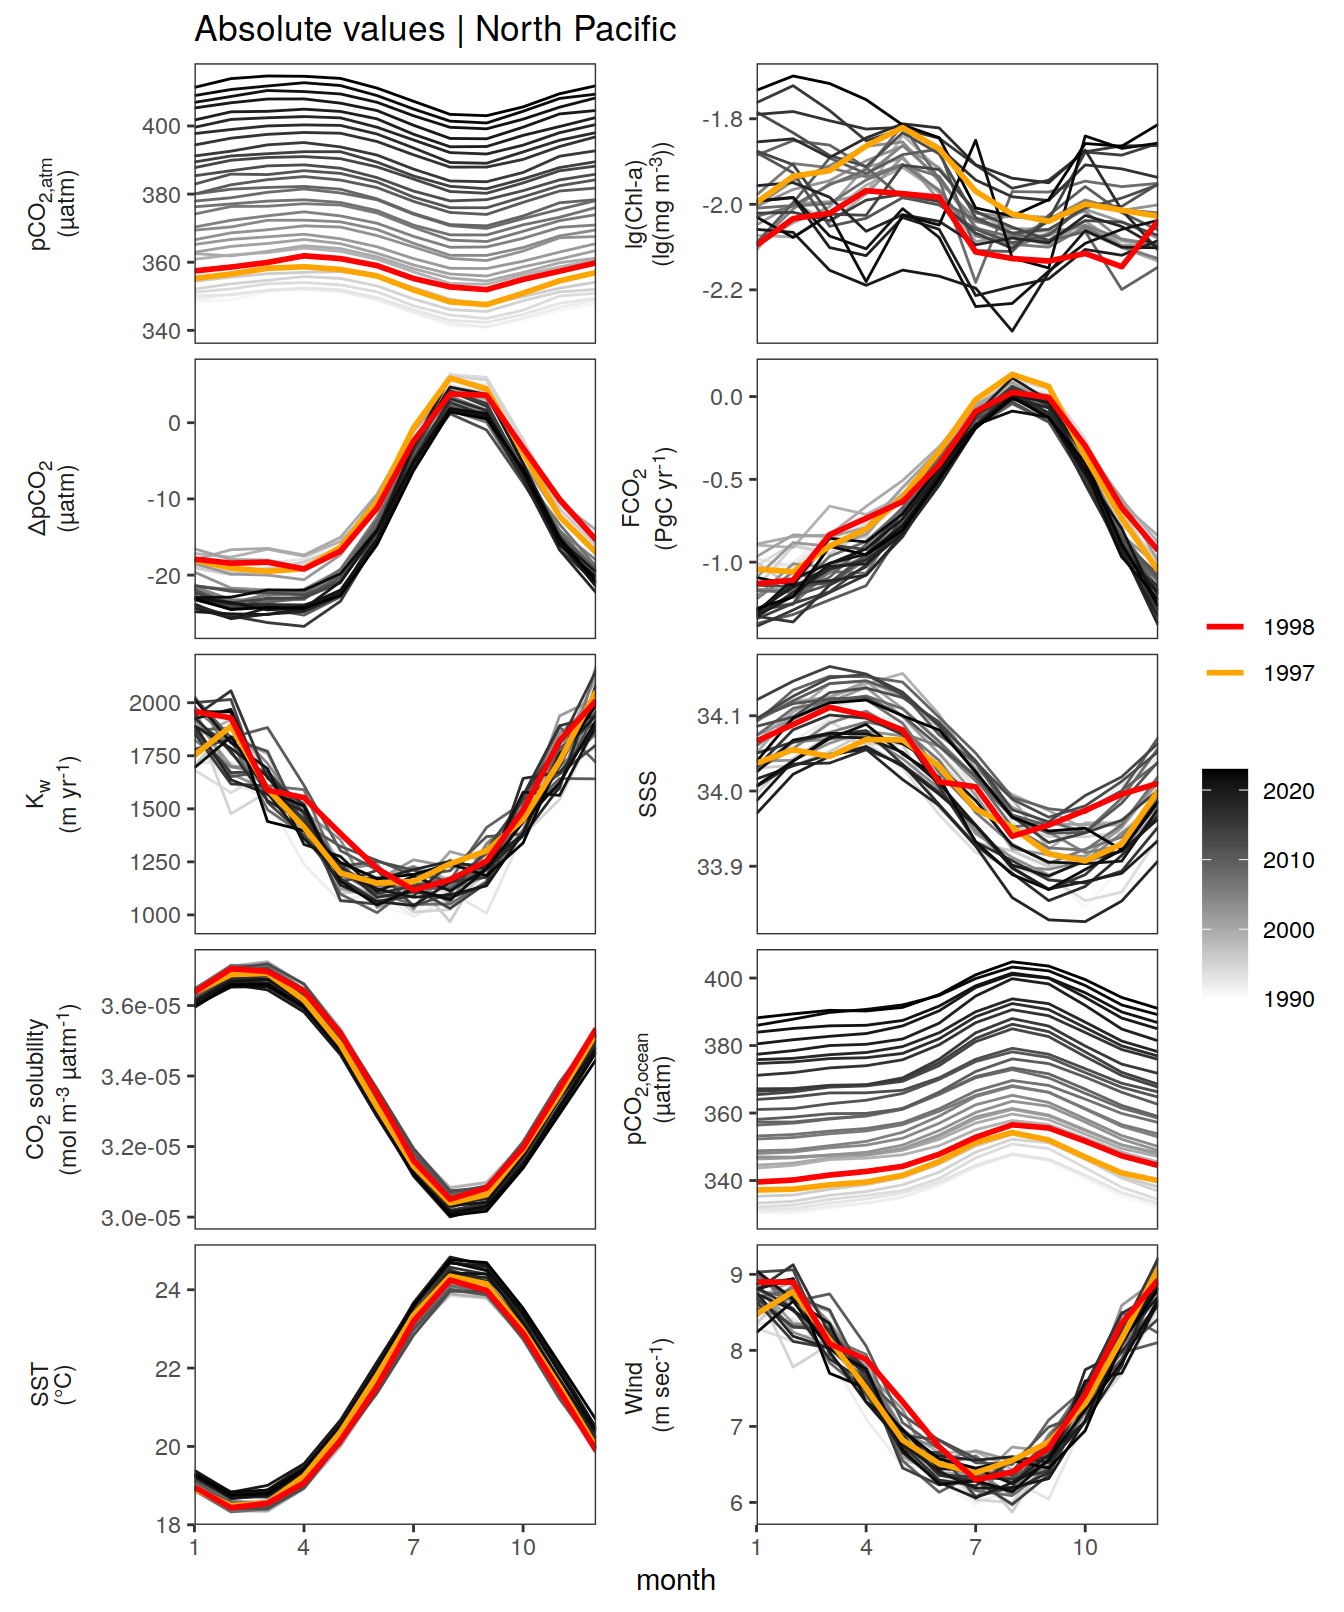 Absolute values | North Pacific
pCO2,atm
(µatm)
400
380
360
340
lg(Chl-a)
(lg(mg m-3))
-1.8
-2.0
-2.2
ΔpCO2
(µatm)
0
-10
-20
FCO2
(PgC yr-1)
0.0
-0.5
-1.0
Kw
(m yr-1)
2000
1750
1500
1250
1000
SSS
34.1
34.0
33.9
CO2 solubility
(mol m-3 µatm-1)
3.6e-05
3.4e-05
3.2e-05
3.0e-05
pCO2,ocean
(µatm)
400
380
360
340
SST
(°C)
24
22
20
18
1 4 7 10
Wind
(m sec-1)
9
8
7
6
1 4 7 10
month
1998
1997
2020
2010
2000
1990